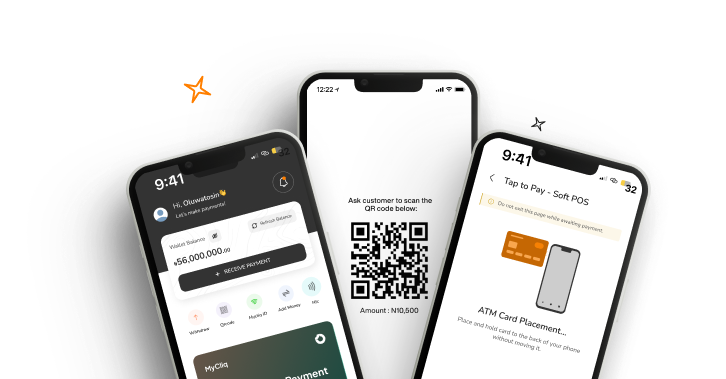 9:41
32
Hi, Oluwatosin👋
Let's make payments!
Wallet Balance
Refresh Balance
₦56,000,000.00
+ RECEIVE PAYMENT
Withdraw
Qrcode
MyCliq ID
Add Money
NFC
MyCliq
Payment
12:22
Ask customer to scan the
QR code below:
Amount : N10,500
9:41
32
Tap to Pay - Soft POS
Do not exit this page while awaiting payment.
ATM Card Placement...
Place and hold card to the back of your phone
without moving it.